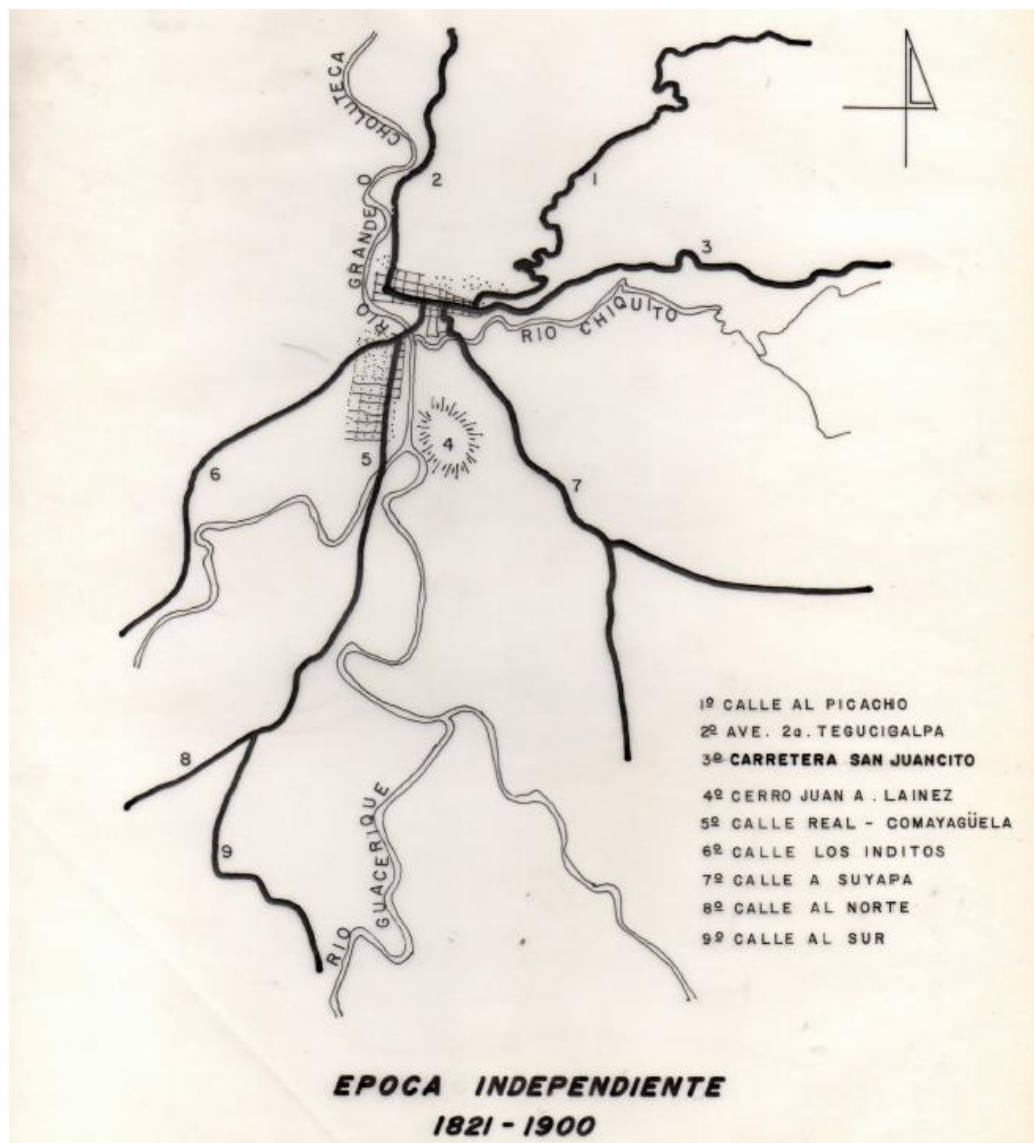 RIO GRANDE O CHOLUTECA
2
1
3
RIO CHIQUITO
4
5
6
7
8
9
RIO GUACERIQUE
1º CALLE AL PICACHO
2º AVE. 2a. TEGUCIGALPA
3º CARRETERA SAN JUANCITO
4º CERRO JUAN A. LAINEZ
5º CALLE REAL - COMAYAGÜELA
6º CALLE LOS INDITOS
7º CALLE A SUYAPA
8º CALLE AL NORTE
9º CALLE AL SUR
EPOCA INDEPENDIENTE
1821 - 1900